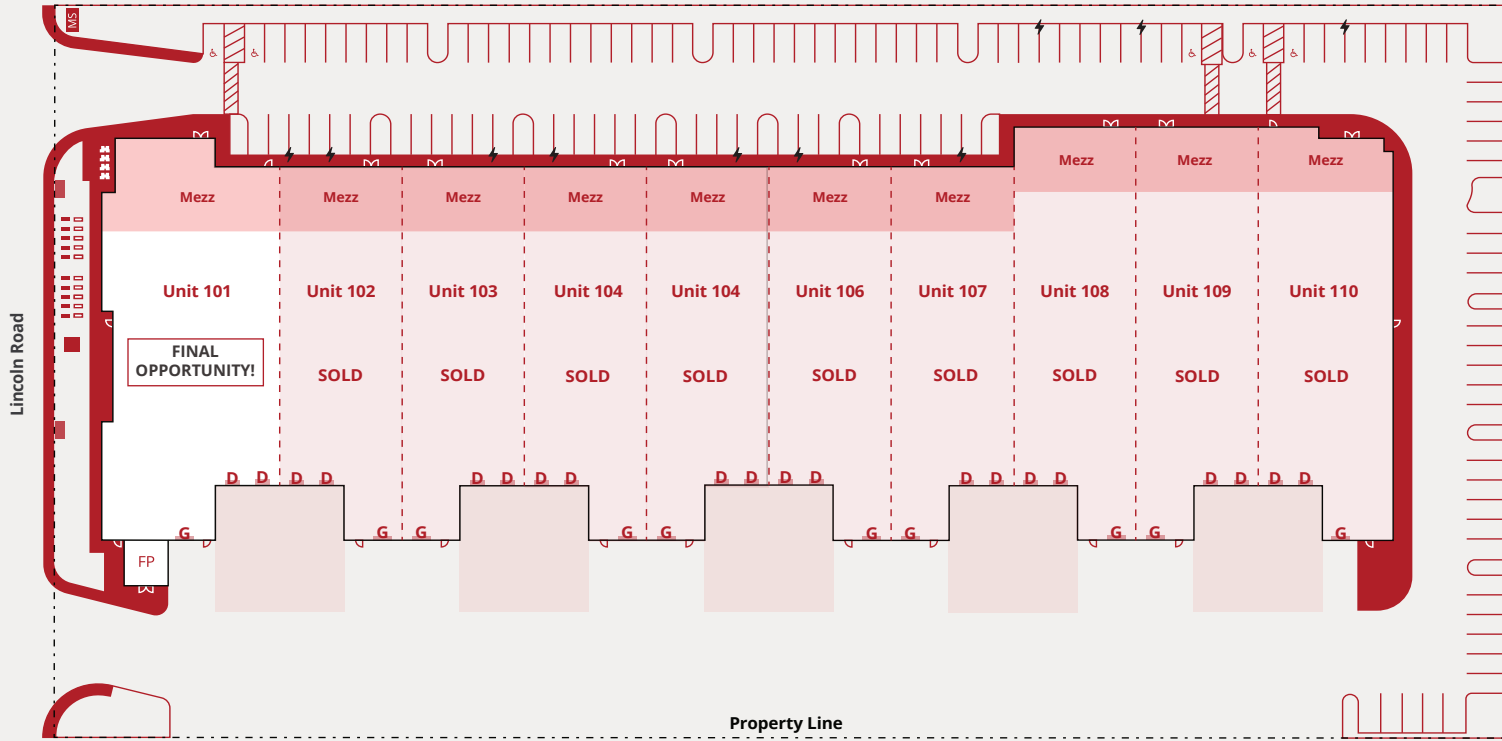 MS
Mezz
Mezz
Mezz
Mezz
Mezz
Mezz
Mezz
Mezz
Mezz
Mezz
Unit 101
Unit 102
Unit 103
Unit 104
Unit 104
Unit 106
Unit 107
Unit 108
Unit 109
Unit 110
FINAL
OPPORTUNITY!
SOLD
SOLD
SOLD
SOLD
SOLD
SOLD
SOLD
SOLD
SOLD
Lincoln Road
D D D D
D D D D
D D D D
D D D D
D D D D
G
G G
G G
G G
G G
G
FP
Property Line